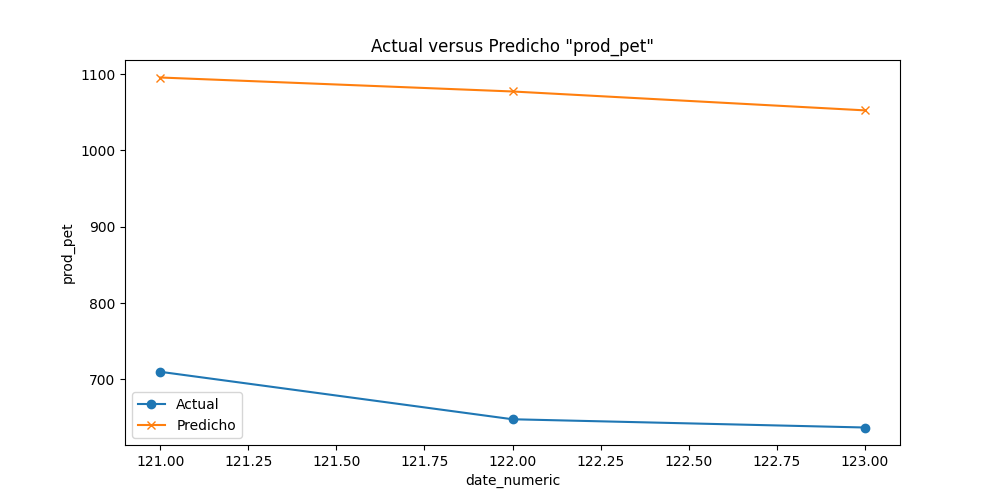 Actual versus Predicho "prod_pet"
1100
1000
900
800
700
prod_pet
Actual
Predicho
121.00 121.25 121.50 121.75 122.00 122.25 122.50 122.75 123.00
date_numeric